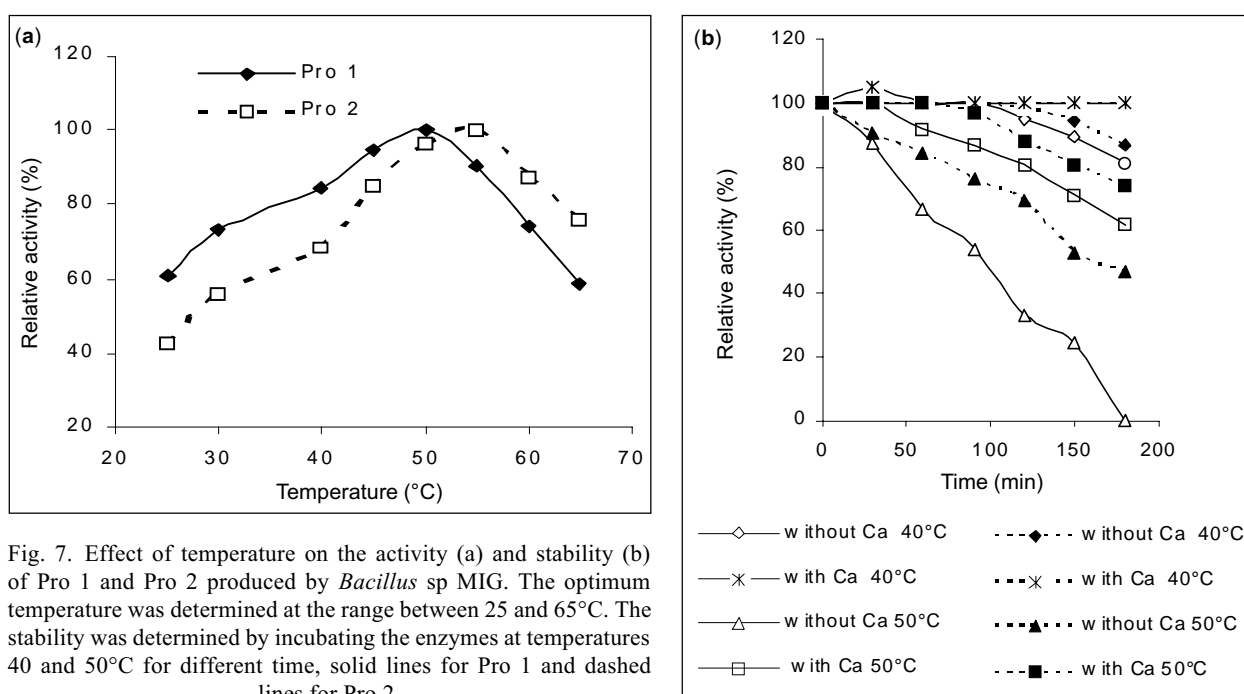 (a)
120
100
80
60
40
20
Relative activity (%)
Pro 1
Pro 2
20 30 40 50 60 70
Temperature (°C)
Fig. 7. Effect of temperature on the activity (a) and stability (b)
of Pro 1 and Pro 2 produced by Bacillus sp MIG. The optimum
temperature was determined at the range between 25 and 65°C. The
stability was determined by incubating the enzymes at temperatures
40 and 50°C for different time, solid lines for Pro 1 and dashed
lines for Pro 2
(b)
120
100
80
60
40
20
0
Relative activity (%)
0 50 100 150 200
Time (min)
without Ca 40°C
with Ca 40°C
without Ca 50°C
with Ca 50°C
without Ca 40°C
with Ca 40°C
without Ca 50°C
with Ca 50°C